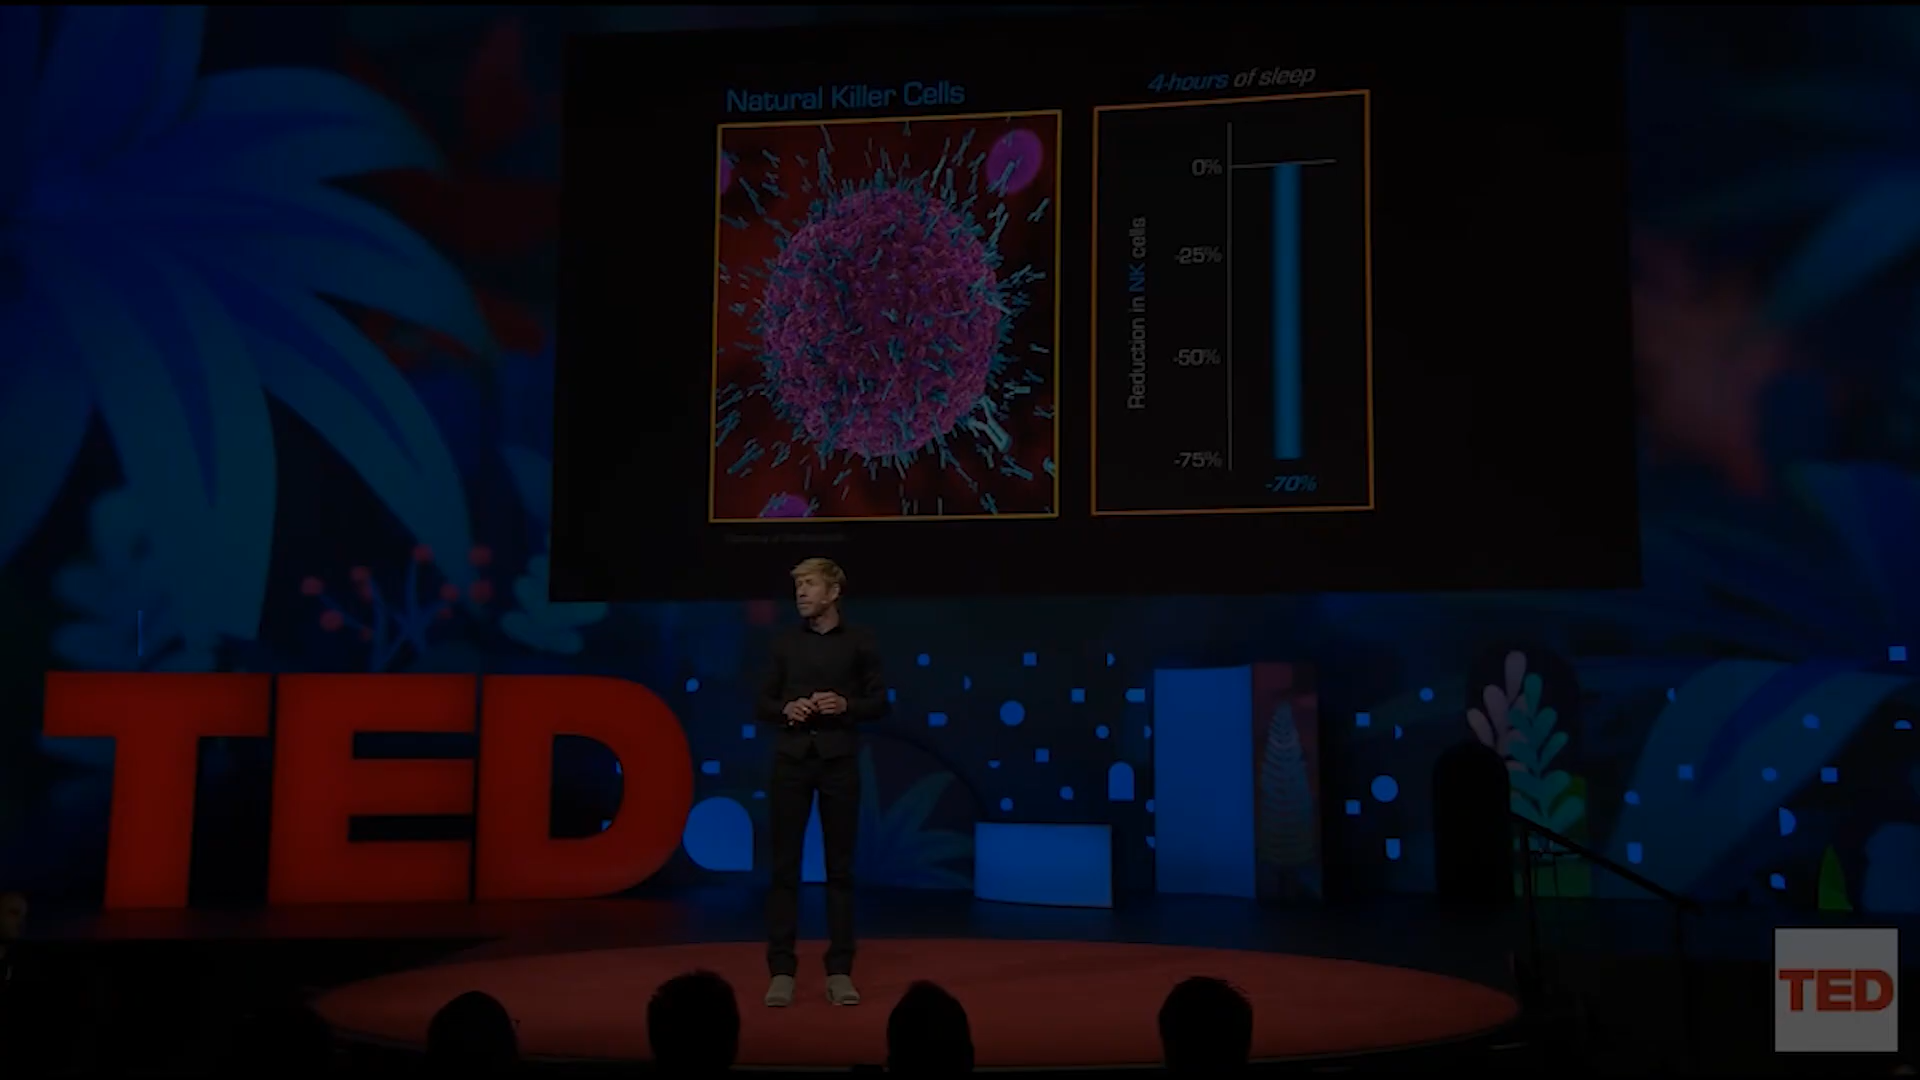 Natural Killer Cells
4-hours of sleep
0%
-25%
-50%
-75%
Reduction in NK cells
-70%
TED
TED